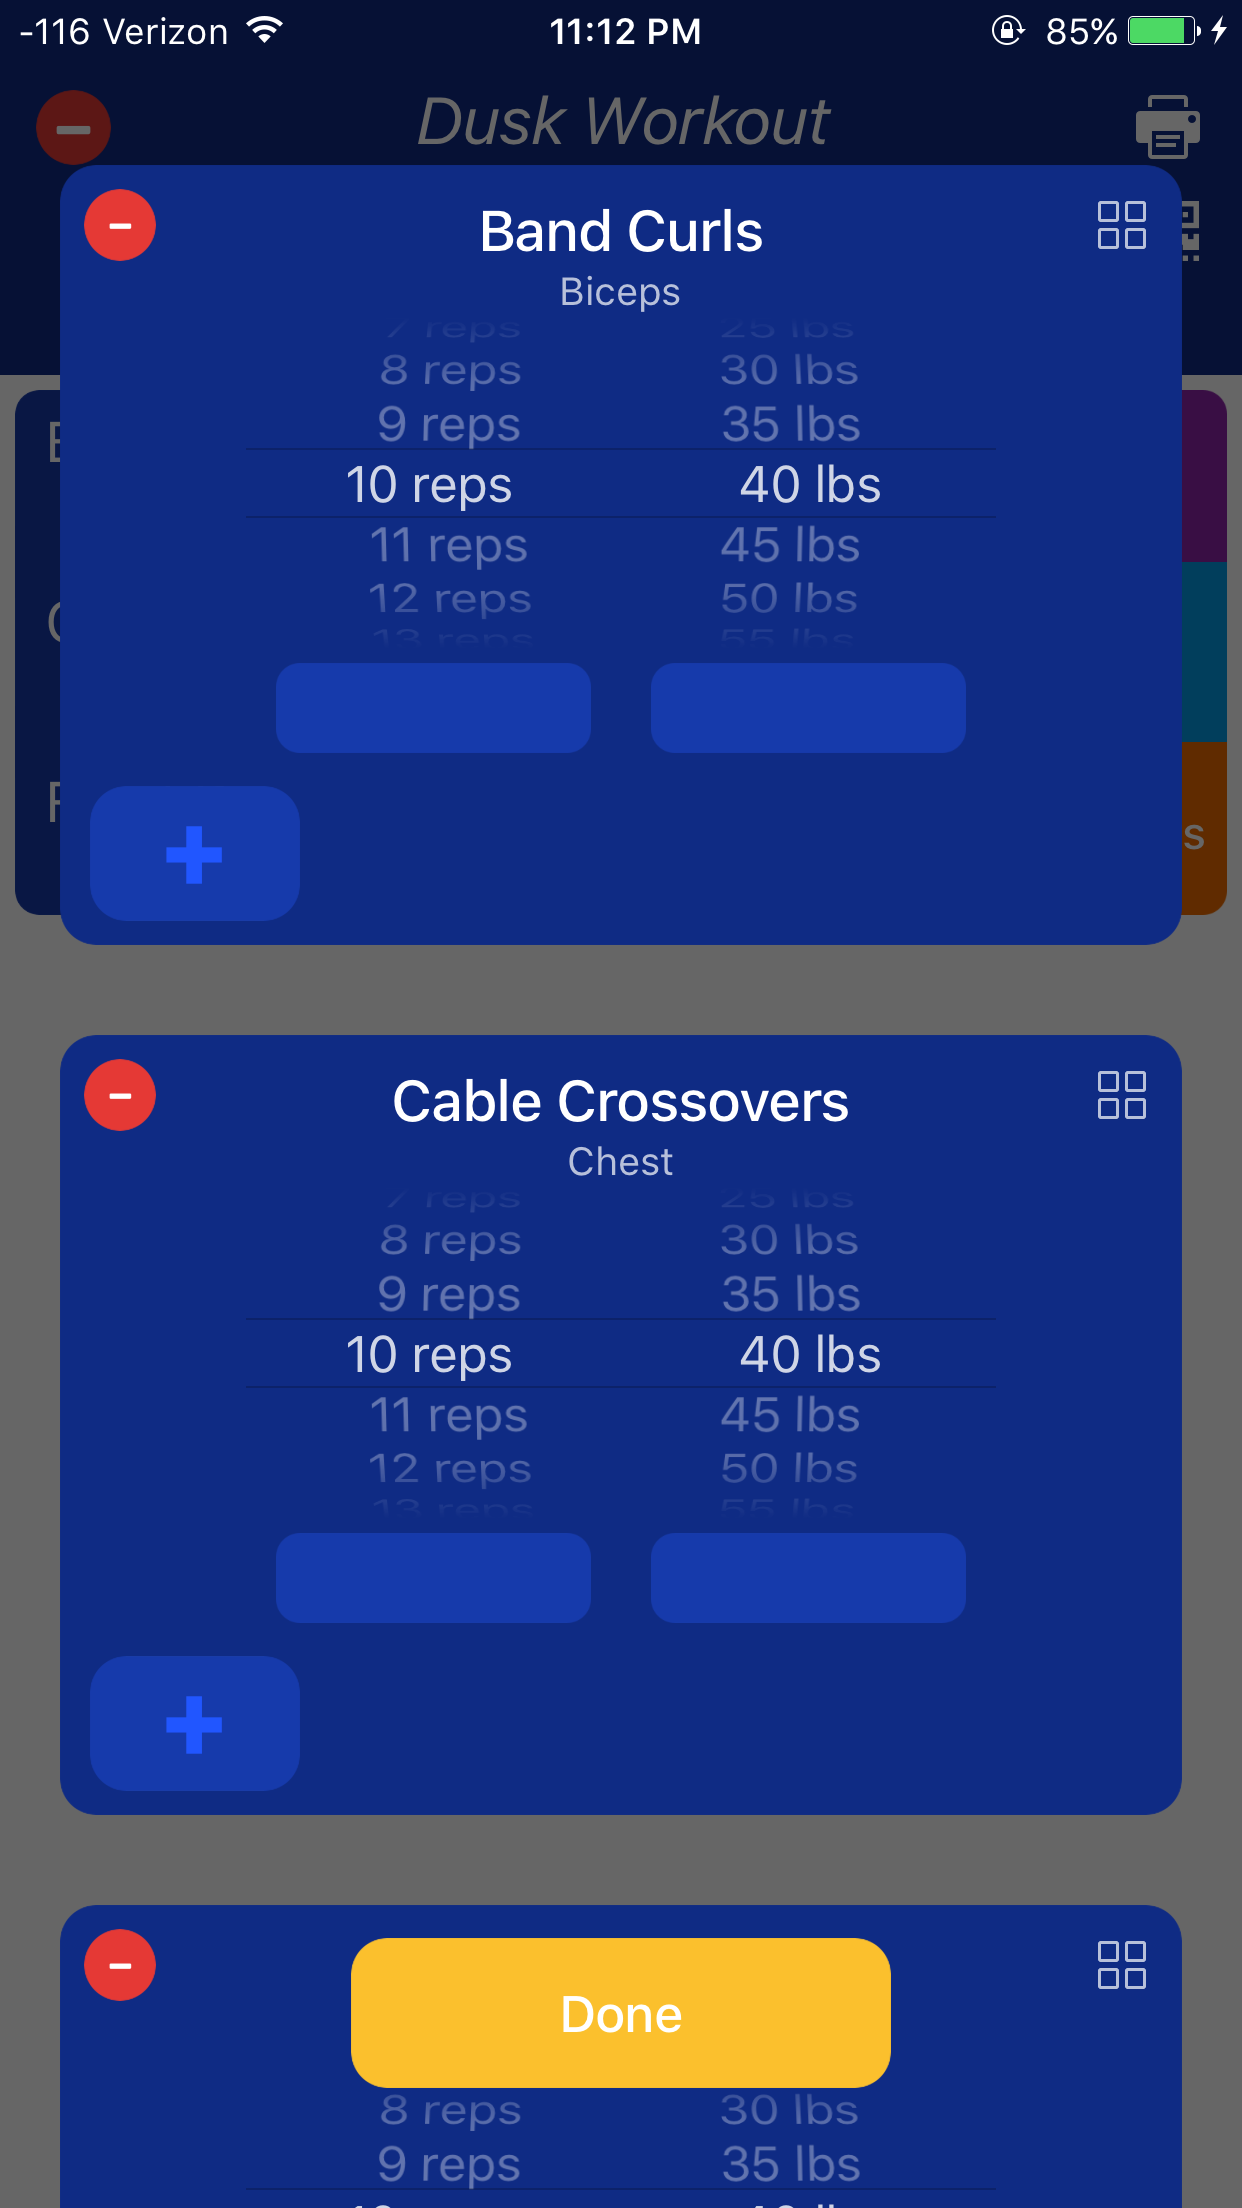 -116 Verizon 11:12 PM 85%
Dusk Workout
Band Curls
Biceps
7 reps 25 lbs
8 reps 30 lbs
9 reps 35 lbs
10 reps 40 lbs
11 reps 45 lbs
12 reps 50 lbs
13 reps 55 lbs
s
Cable Crossovers
Chest
7 reps 25 lbs
8 reps 30 lbs
9 reps 35 lbs
10 reps 40 lbs
11 reps 45 lbs
12 reps 50 lbs
13 reps 55 lbs
Done
8 reps 30 lbs
9 reps 35 lbs